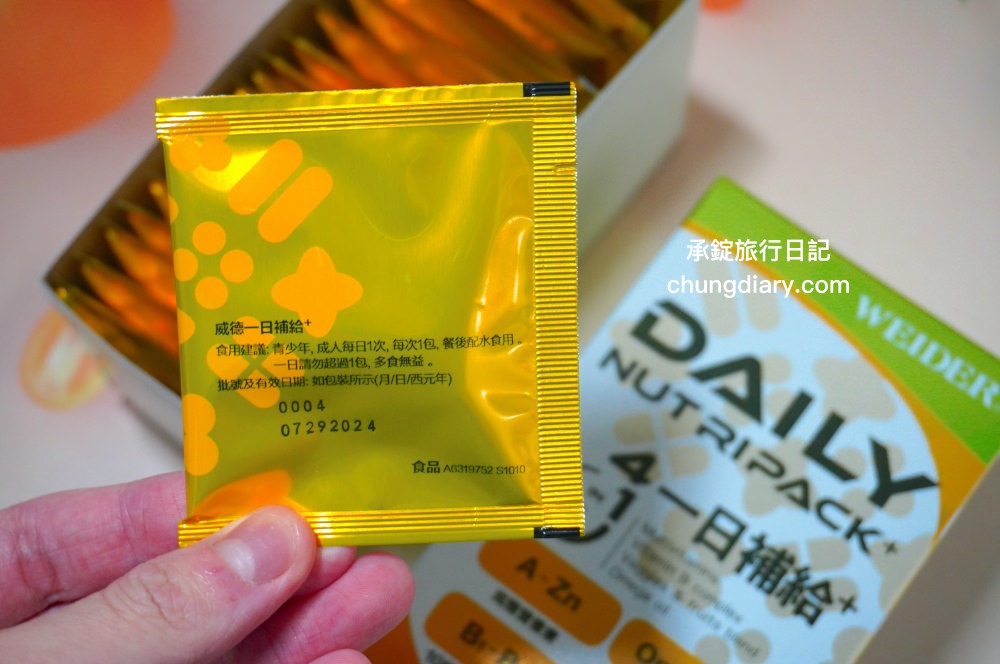 威德一日補給+
食用建議: 青少年, 成人每日1次, 每次1包, 餐後配水食用。
一日請勿超過1包, 多食無益。
批號及有效日期: 如包裝所示(月/日/西元年)
0004
07292024
食品 A6319752 S1010
承錠旅行日記
chungdiary.com
WEIDER
DAILY
NUTRIPACK+
4 in 1
一日補給+
A-Zn